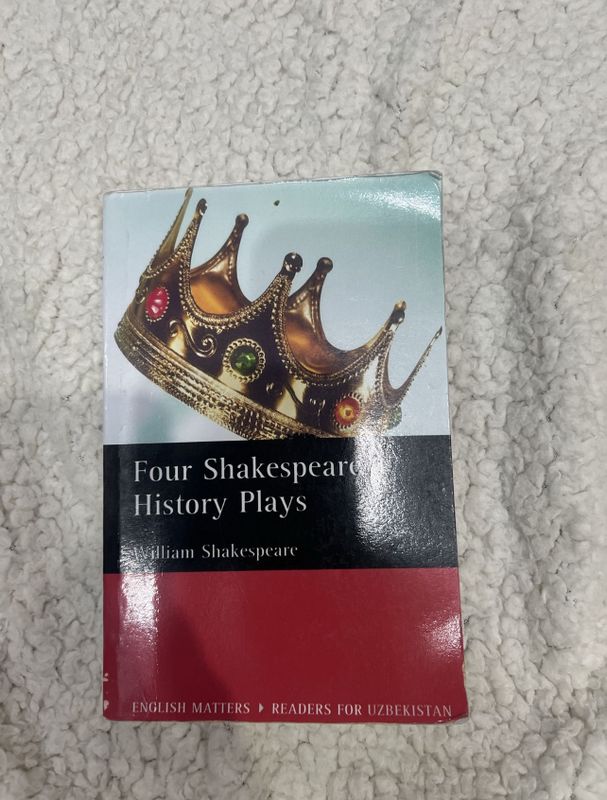 Four Shakespeare
History Plays
William Shakespeare
ENGLISH MATTERS ▸ READERS FOR UZBEKISTAN